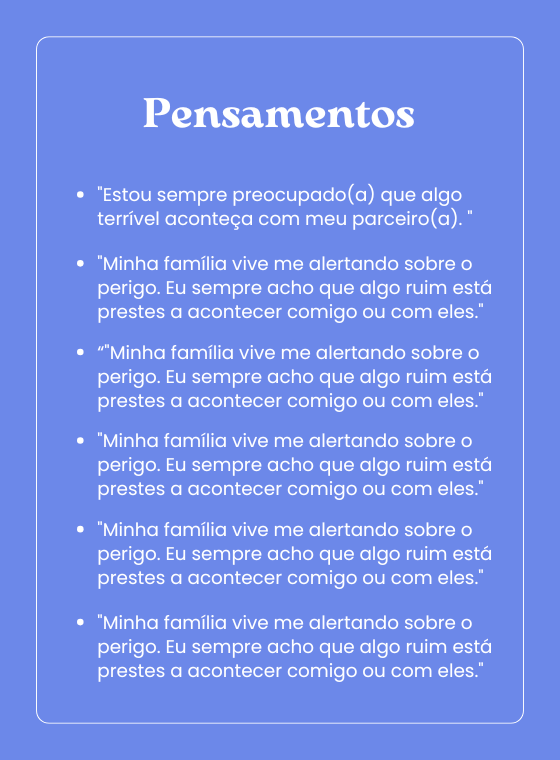 Pensamentos
• "Estou sempre preocupado(a) que algo
terrível aconteça com meu parceiro(a). "
• "Minha família vive me alertando sobre o
perigo. Eu sempre acho que algo ruim está
prestes a acontecer comigo ou com eles."
• “"Minha família vive me alertando sobre o
perigo. Eu sempre acho que algo ruim está
prestes a acontecer comigo ou com eles."
• "Minha família vive me alertando sobre o
perigo. Eu sempre acho que algo ruim está
prestes a acontecer comigo ou com eles."
• "Minha família vive me alertando sobre o
perigo. Eu sempre acho que algo ruim está
prestes a acontecer comigo ou com eles."
• "Minha família vive me alertando sobre o
perigo. Eu sempre acho que algo ruim está
prestes a acontecer comigo ou com eles."